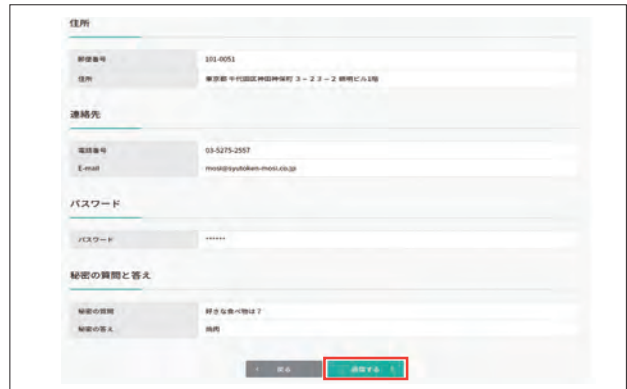 住所
郵便番号 101-0051
住所 東京都 千代田区神田神保町 3-23-2 錦明ビル1階
連絡先
電話番号 03-5275-2557
E-mail mosi@syutoken-mosi.co.jp
パスワード
パスワード ******
秘密の質問と答え
秘密の質問 好きな食べ物は?
秘密の答え 焼肉
‹ 戻る
送信する ›